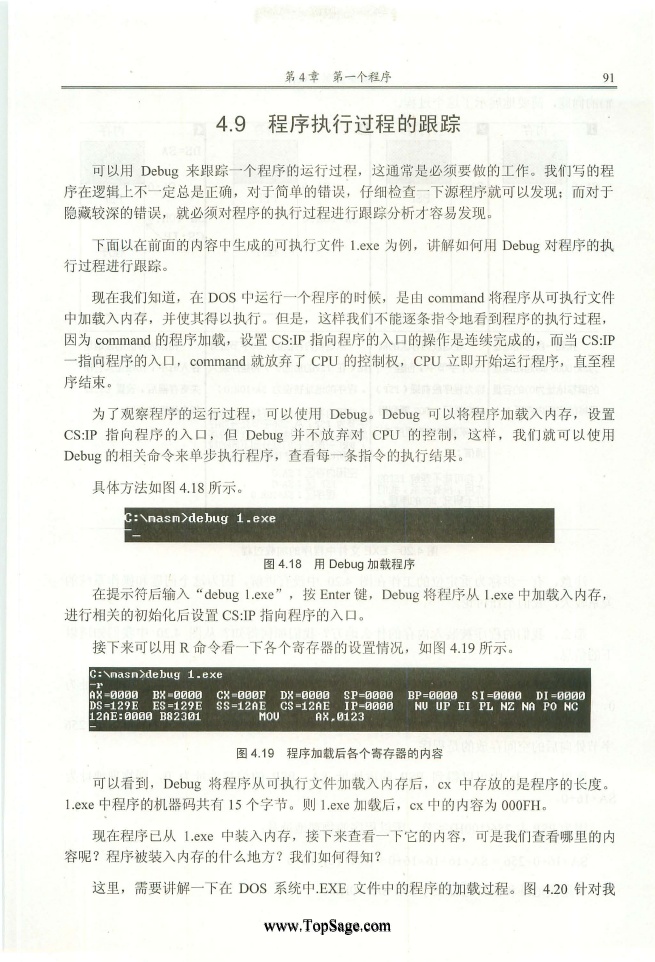 第 4 章　第一个程序
91
4.9　程序执行过程的跟踪
可以用 Debug 来跟踪一个程序的运行过程，这通常是必须要做的工作。我们写的程
序在逻辑上不一定总是正确，对于简单的错误，仔细检查一下源程序就可以发现；而对于
隐藏较深的错误，就必须对程序的执行过程进行跟踪分析才容易发现。
下面以在前面的内容中生成的可执行文件 1.exe 为例，讲解如何用 Debug 对程序的执
行过程进行跟踪。
现在我们知道，在 DOS 中运行一个程序的时候，是由 command 将程序从可执行文件
中加载入内存，并使其得以执行。但是，这样我们不能逐条指令地看到程序的执行过程，
因为 command 的程序加载，设置 CS:IP 指向程序的入口的操作是连续完成的，而当 CS:IP
一指向程序的入口，command 就放弃了 CPU 的控制权，CPU 立即开始运行程序，直至程
序结束。
为了观察程序的运行过程，可以使用 Debug。Debug 可以将程序加载入内存，设置
CS:IP 指向程序的入口，但 Debug 并不放弃对 CPU 的控制，这样，我们就可以使用
Debug 的相关命令来单步执行程序，查看每一条指令的执行结果。
具体方法如图 4.18 所示。
C:\masm>debug 1.exe
-
图 4.18　用 Debug 加载程序
在提示符后输入“debug 1.exe”，按 Enter 键，Debug 将程序从 1.exe 中加载入内存，
进行相关的初始化后设置 CS:IP 指向程序的入口。
接下来可以用 R 命令看一下各个寄存器的设置情况，如图 4.19 所示。
C:\masm>debug 1.exe
-r
AX=0000 BX=0000 CX=000F DX=0000 SP=0000 BP=0000 SI=0000 DI=0000
DS=129E ES=129E SS=12AE CS=12AE IP=0000 NV UP EI PL NZ NA PO NC
12AE:0000 B82301 MOV AX,0123
-
图 4.19　程序加载后各个寄存器的内容
可以看到，Debug 将程序从可执行文件加载入内存后，cx 中存放的是程序的长度。
1.exe 中程序的机器码共有 15 个字节。则 1.exe 加载后，cx 中的内容为 000FH。
现在程序已从 1.exe 中装入内存，接下来查看一下它的内容，可是我们查看哪里的内
容呢？程序被装入内存的什么地方？我们如何得知？
这里，需要讲解一下在 DOS 系统中.EXE 文件中的程序的加载过程。图 4.20 针对我
www.TopSage.com